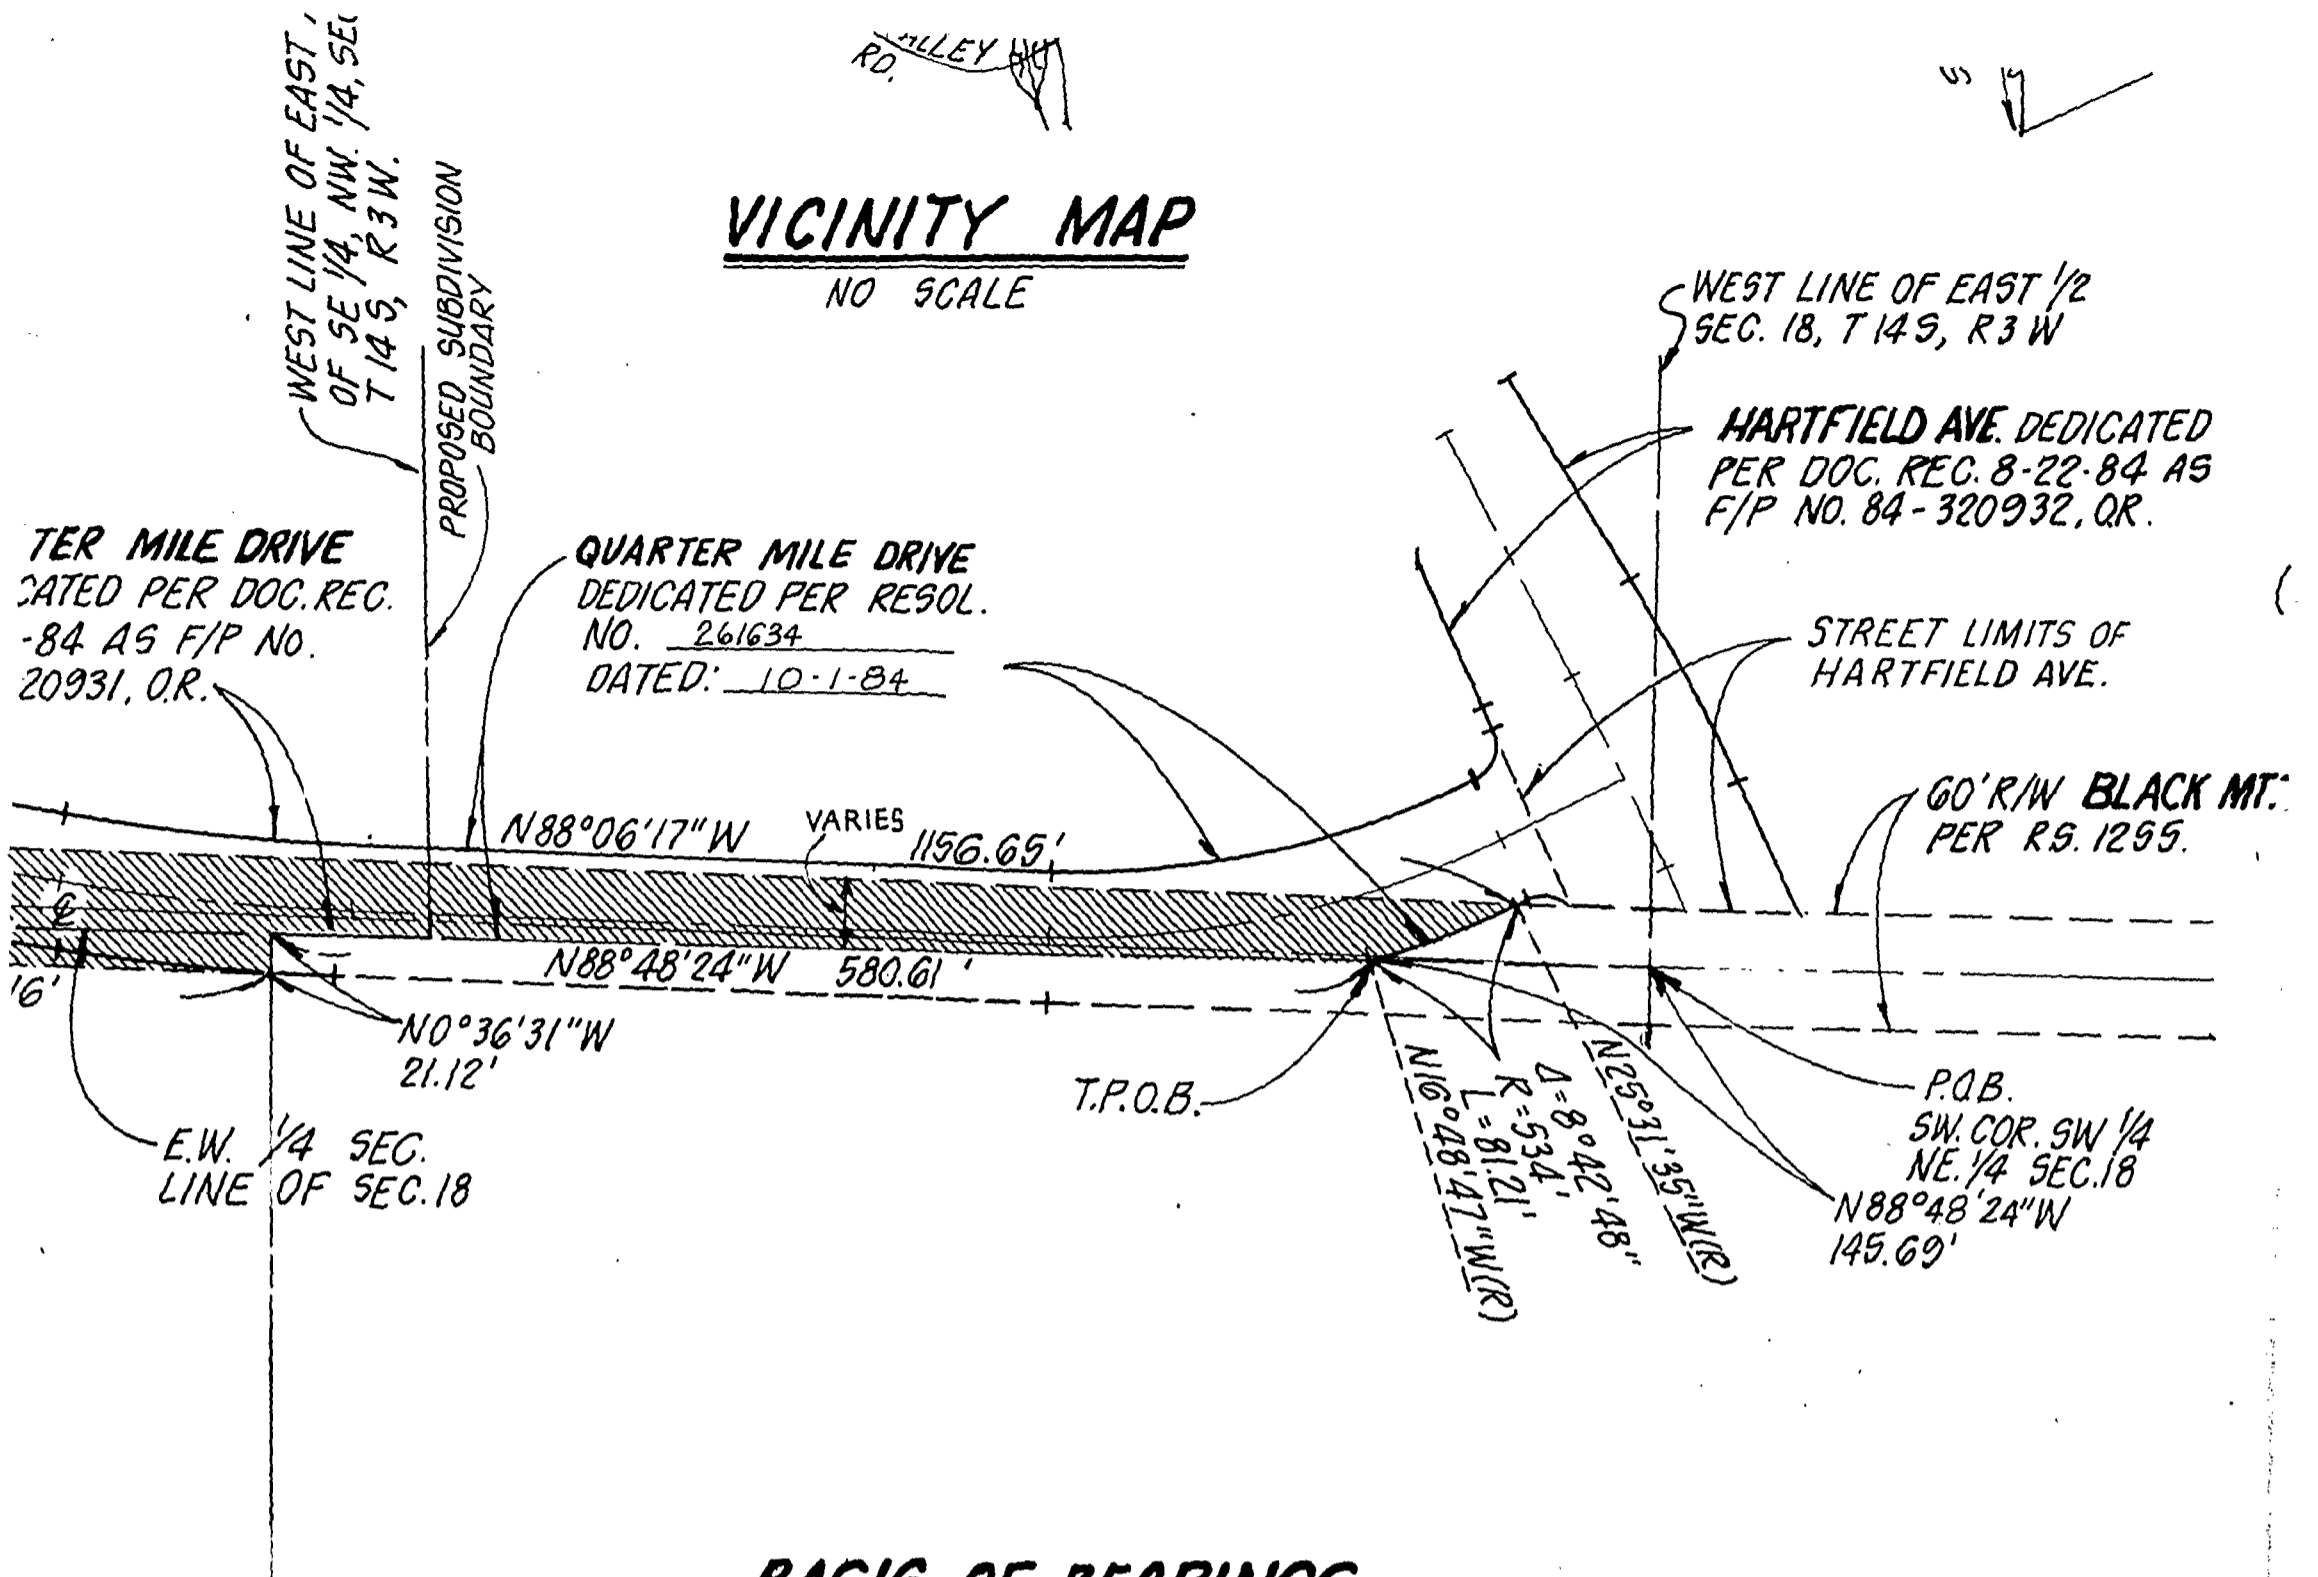 WEST LINE OF EAST
OF SE 1/4, NW. 1/4, SEC
T 14 S, R 3 W.
PROPOSED SUBDIVISION
BOUNDARY
ALLEY
RD.
VICINITY MAP
NO SCALE
WEST LINE OF EAST 1/2
SEC. 18, T 14 S, R 3 W
HARTFIELD AVE. DEDICATED
PER DOC. REC. 8-22-84 AS
F/P NO. 84-320932, O.R.
TER MILE DRIVE
CATED PER DOC. REC.
-84 AS F/P NO.
20931, O.R.
QUARTER MILE DRIVE
DEDICATED PER RESOL.
NO. 261634
DATED: 10-1-84
STREET LIMITS OF
HARTFIELD AVE.
60' R/W BLACK MT.
PER RS. 1255.
N88°06'17"W
VARIES
1156.65'
℄
N88°48'24"W 580.61'
16'
N0°36'31"W
21.12'
E.W. 1/4 SEC.
LINE OF SEC. 18
T.P.O.B.
N16°48'47"W(R)
L=81.21'
R=534'
Δ=8°42'48"
N25°31'35"W(R)
P.O.B.
SW. COR. SW 1/4
NE. 1/4 SEC. 18
N88°48'24"W
145.69'
BASIS OF BEARINGS